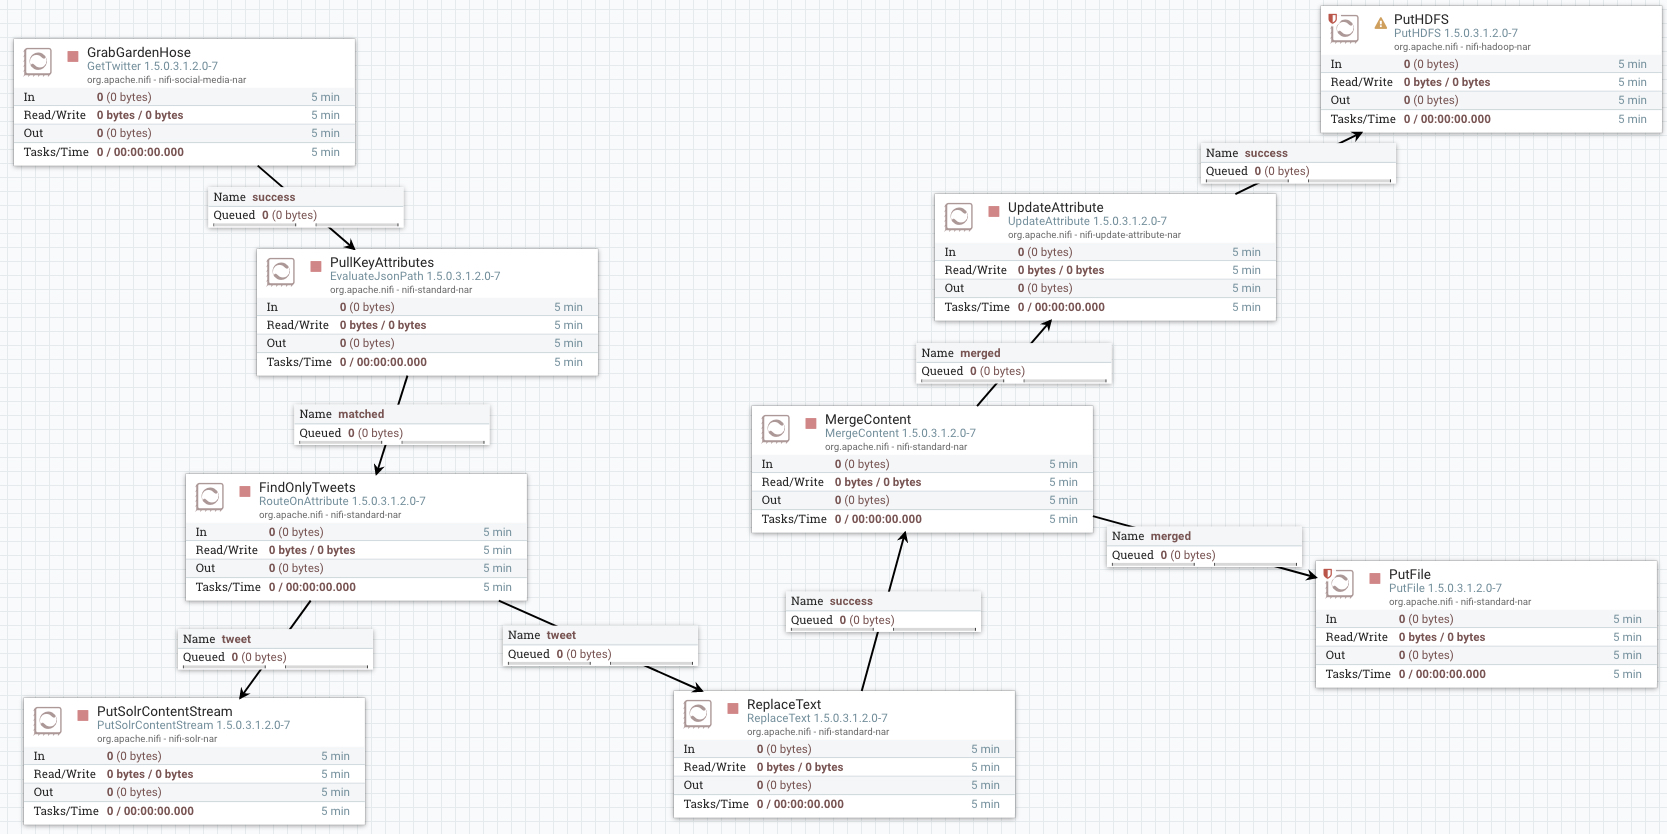 GrabGardenHose
GetTwitter 1.5.0.3.1.2.0-7
org.apache.nifi - nifi-social-media-nar
In 0 (0 bytes) 5 min
Read/Write 0 bytes / 0 bytes 5 min
Out 0 (0 bytes) 5 min
Tasks/Time 0 / 00:00:00.000 5 min
Name success
Queued 0 (0 bytes)
PullKeyAttributes
EvaluateJsonPath 1.5.0.3.1.2.0-7
org.apache.nifi - nifi-standard-nar
In 0 (0 bytes) 5 min
Read/Write 0 bytes / 0 bytes 5 min
Out 0 (0 bytes) 5 min
Tasks/Time 0 / 00:00:00.000 5 min
Name matched
Queued 0 (0 bytes)
FindOnlyTweets
RouteOnAttribute 1.5.0.3.1.2.0-7
org.apache.nifi - nifi-standard-nar
In 0 (0 bytes) 5 min
Read/Write 0 bytes / 0 bytes 5 min
Out 0 (0 bytes) 5 min
Tasks/Time 0 / 00:00:00.000 5 min
Name tweet
Queued 0 (0 bytes)
PutSolrContentStream
PutSolrContentStream 1.5.0.3.1.2.0-7
org.apache.nifi - nifi-solr-nar
In 0 (0 bytes) 5 min
Read/Write 0 bytes / 0 bytes 5 min
Out 0 (0 bytes) 5 min
Tasks/Time 0 / 00:00:00.000 5 min
Name tweet
Queued 0 (0 bytes)
ReplaceText
ReplaceText 1.5.0.3.1.2.0-7
org.apache.nifi - nifi-standard-nar
In 0 (0 bytes) 5 min
Read/Write 0 bytes / 0 bytes 5 min
Out 0 (0 bytes) 5 min
Tasks/Time 0 / 00:00:00.000 5 min
Name success
Queued 0 (0 bytes)
MergeContent
MergeContent 1.5.0.3.1.2.0-7
org.apache.nifi - nifi-standard-nar
In 0 (0 bytes) 5 min
Read/Write 0 bytes / 0 bytes 5 min
Out 0 (0 bytes) 5 min
Tasks/Time 0 / 00:00:00.000 5 min
Name merged
Queued 0 (0 bytes)
UpdateAttribute
UpdateAttribute 1.5.0.3.1.2.0-7
org.apache.nifi - nifi-update-attribute-nar
In 0 (0 bytes) 5 min
Read/Write 0 bytes / 0 bytes 5 min
Out 0 (0 bytes) 5 min
Tasks/Time 0 / 00:00:00.000 5 min
Name success
Queued 0 (0 bytes)
PutHDFS
PutHDFS 1.5.0.3.1.2.0-7
org.apache.nifi - nifi-hadoop-nar
In 0 (0 bytes) 5 min
Read/Write 0 bytes / 0 bytes 5 min
Out 0 (0 bytes) 5 min
Tasks/Time 0 / 00:00:00.000 5 min
Name merged
Queued 0 (0 bytes)
PutFile
PutFile 1.5.0.3.1.2.0-7
org.apache.nifi - nifi-standard-nar
In 0 (0 bytes) 5 min
Read/Write 0 bytes / 0 bytes 5 min
Out 0 (0 bytes) 5 min
Tasks/Time 0 / 00:00:00.000 5 min